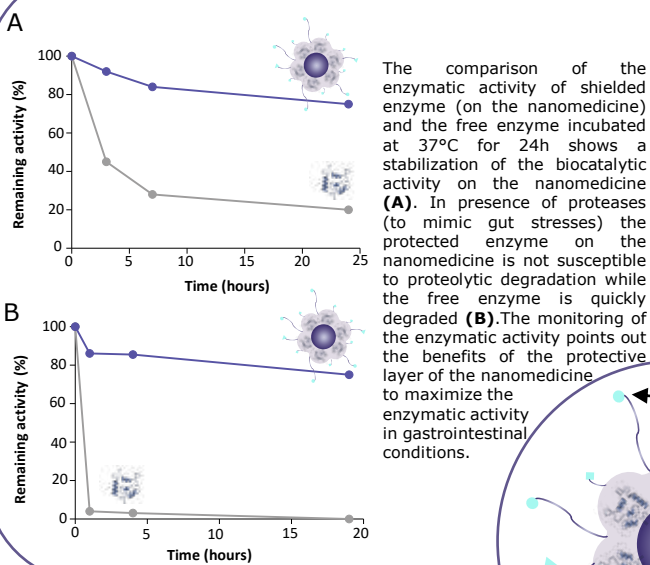 A
Remaining activity (%)
100
80
60
40
20
0
0 5 10 15 20 25
Time (hours)
B
Remaining activity (%)
100
80
60
40
20
0
0 5 10 15 20
Time (hours)
The comparison of the
enzymatic activity of shielded
enzyme (on the nanomedicine)
and the free enzyme incubated
at 37°C for 24h shows a
stabilization of the biocatalytic
activity on the nanomedicine
(A). In presence of proteases
(to mimic gut stresses) the
protected enzyme on the
nanomedicine is not susceptible
to proteolytic degradation while
the free enzyme is quickly
degraded (B).The monitoring of
the enzymatic activity points out
the benefits of the protective
layer of the nanomedicine
to maximize the
enzymatic activity
in gastrointestinal
conditions.